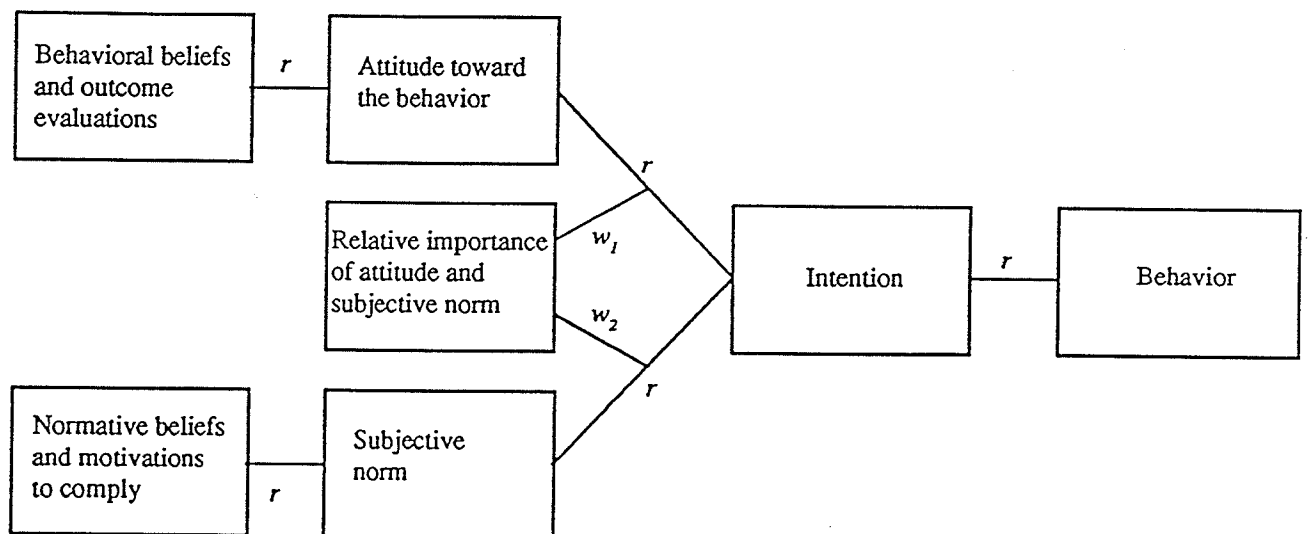 Behavioral beliefs
and outcome
evaluations
r
Attitude toward
the behavior
r
Relative importance
of attitude and
subjective norm
w1
w2
Intention
r
Behavior
r
Normative beliefs
and motivations
to comply
r
Subjective
norm